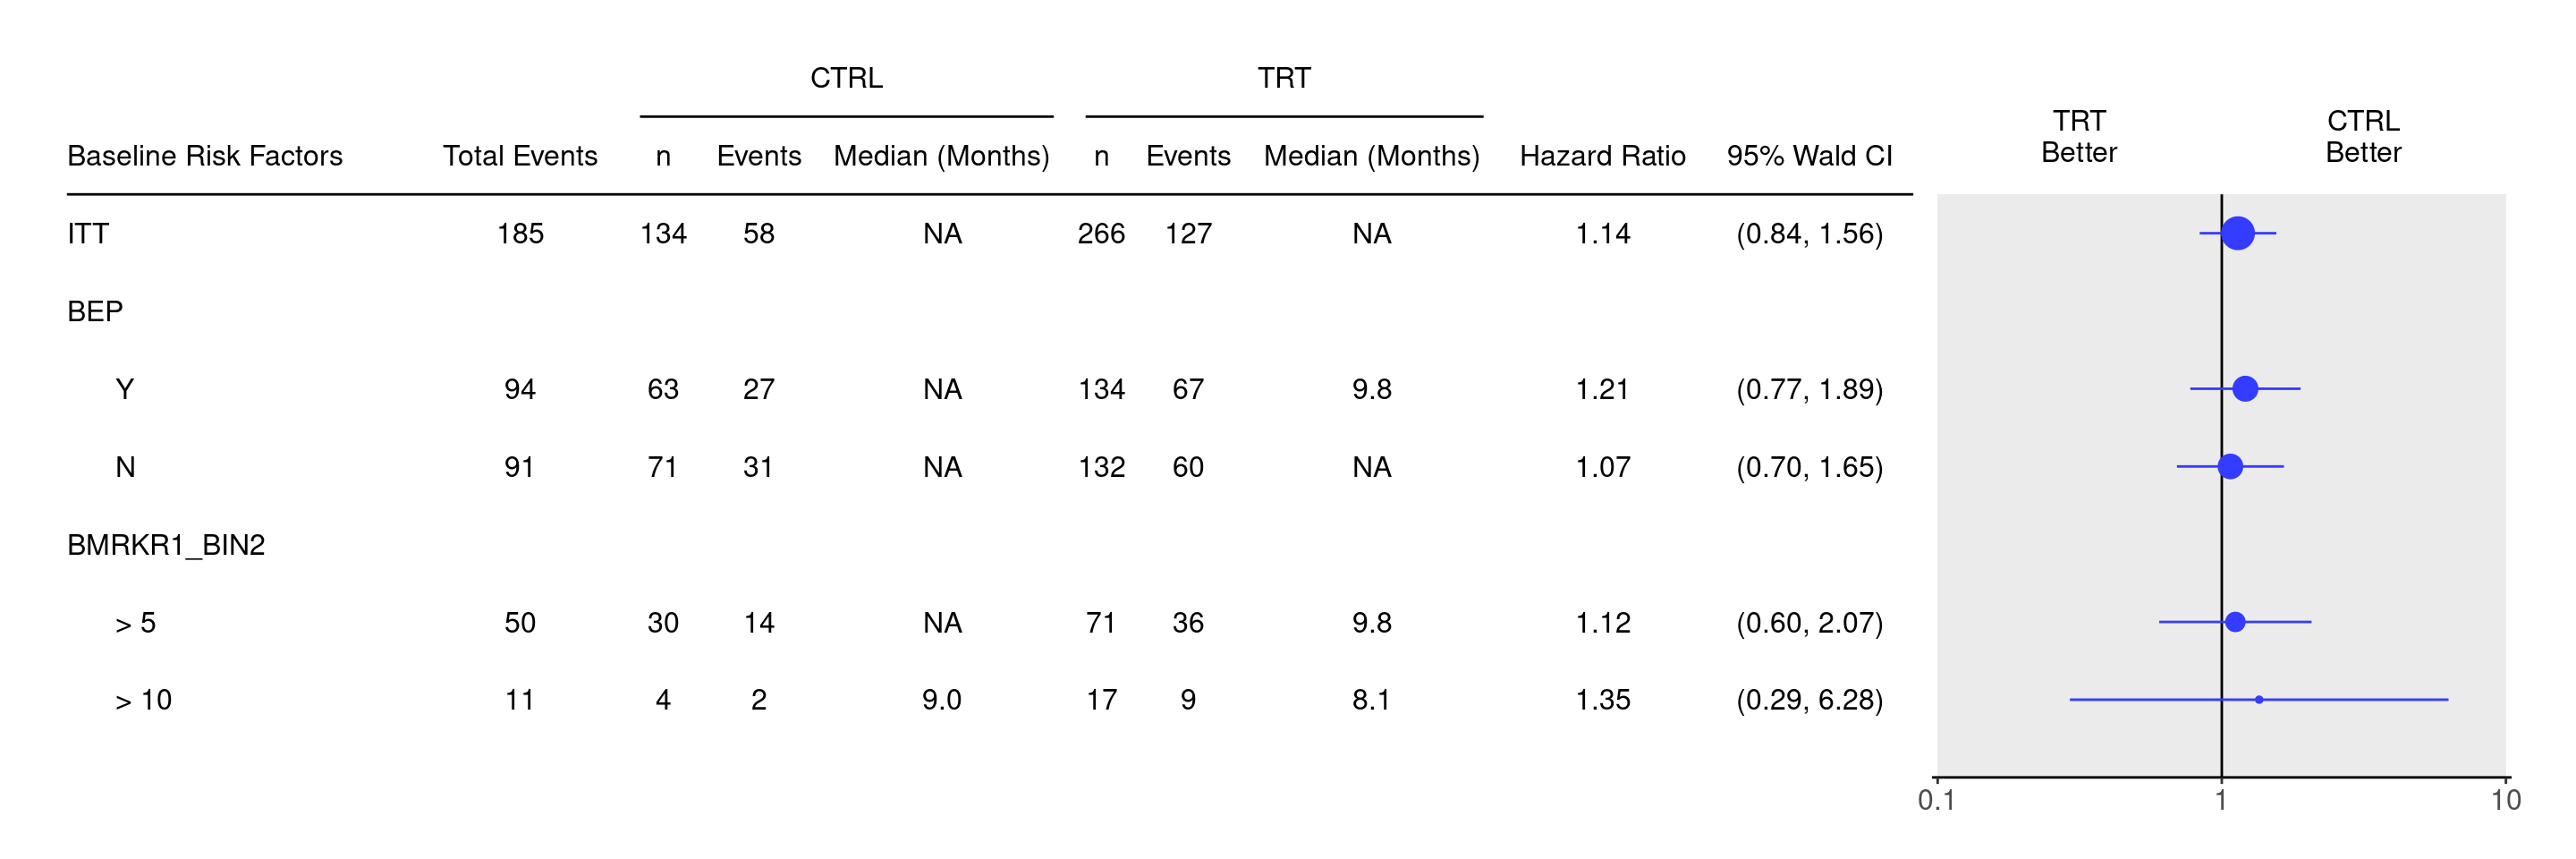 CTRL TRT
TRT Better CTRL Better
Baseline Risk Factors Total Events n Events Median (Months) n Events Median (Months) Hazard Ratio 95% Wald CI
ITT 185 134 58 NA 266 127 NA 1.14 (0.84, 1.56)
BEP
Y 94 63 27 NA 134 67 9.8 1.21 (0.77, 1.89)
N 91 71 31 NA 132 60 NA 1.07 (0.70, 1.65)
BMRKR1_BIN2
> 5 50 30 14 NA 71 36 9.8 1.12 (0.60, 2.07)
> 10 11 4 2 9.0 17 9 8.1 1.35 (0.29, 6.28)
0.1 1 10